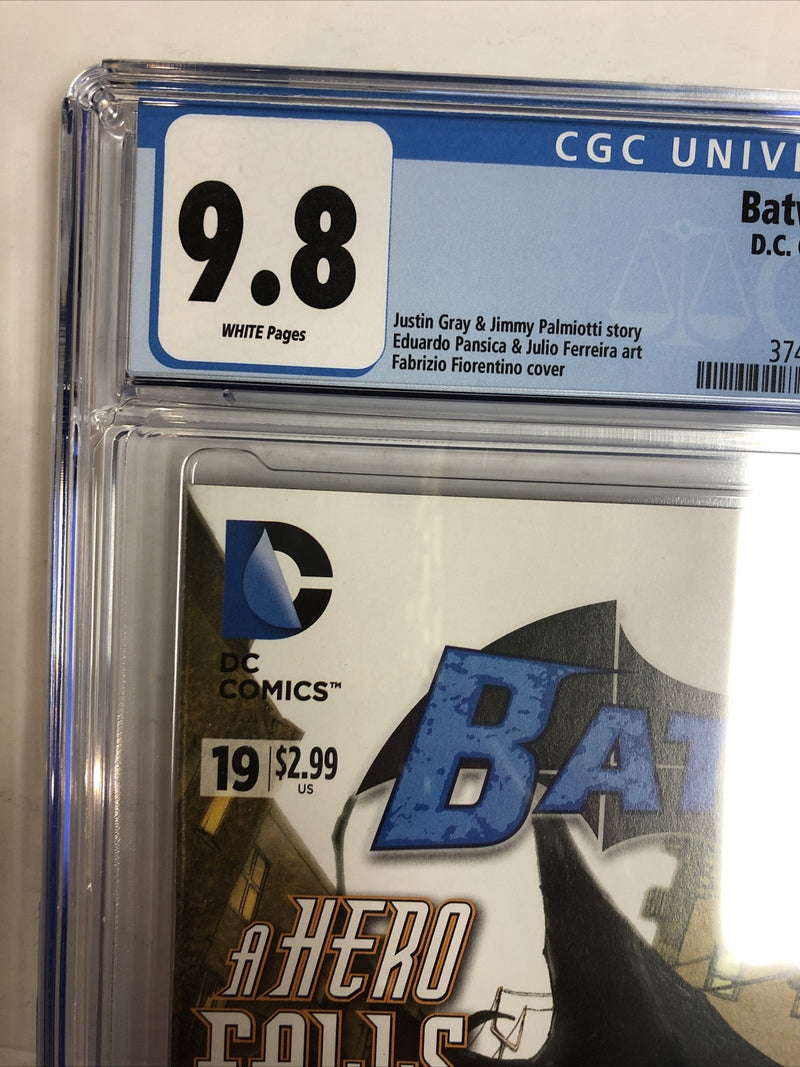 CGC UNIV
9.8
WHITE Pages
D.C.
Justin Gray & Jimmy Palmiotti story
Eduardo Pansica & Julio Ferreira art
Fabrizio Fiorentino cover
374
DC
COMICS™
19 $2.99
US
BAT
A HERO
FALLS